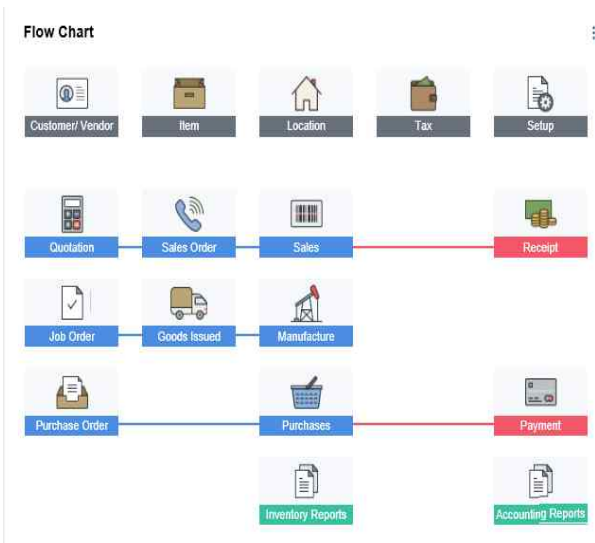 Flow Chart
Customer/ Vendor
Item
Location
Tax
Setup
Quotation
Sales Order
Sales
Receipt
Job Order
Goods Issued
Manufacture
Purchase Order
Purchases
Payment
Inventory Reports
Accounting Reports